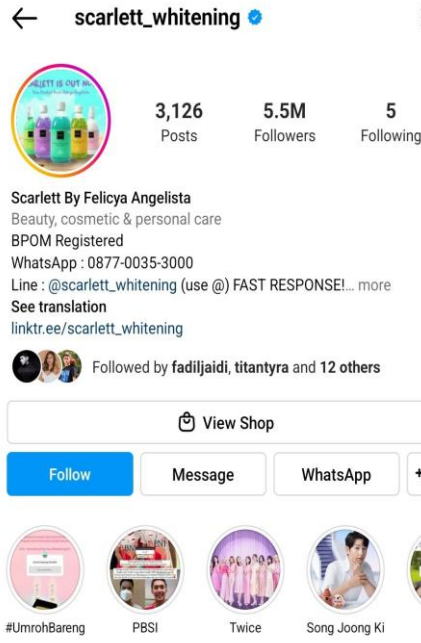 scarlett_whitening
3,126
Posts
5.5M
Followers
5
Following
Scarlett By Felicya Angelista
Beauty, cosmetic & personal care
BPOM Registered
WhatsApp : 0877-0035-3000
Line : @scarlett_whitening (use @) FAST RESPONSE!... more
See translation
linktr.ee/scarlett_whitening
Followed by fadiljaidi, titantyra and 12 others
View Shop
Follow
Message
WhatsApp
#UmrohBareng
PBSI
Twice
Song Joong Ki